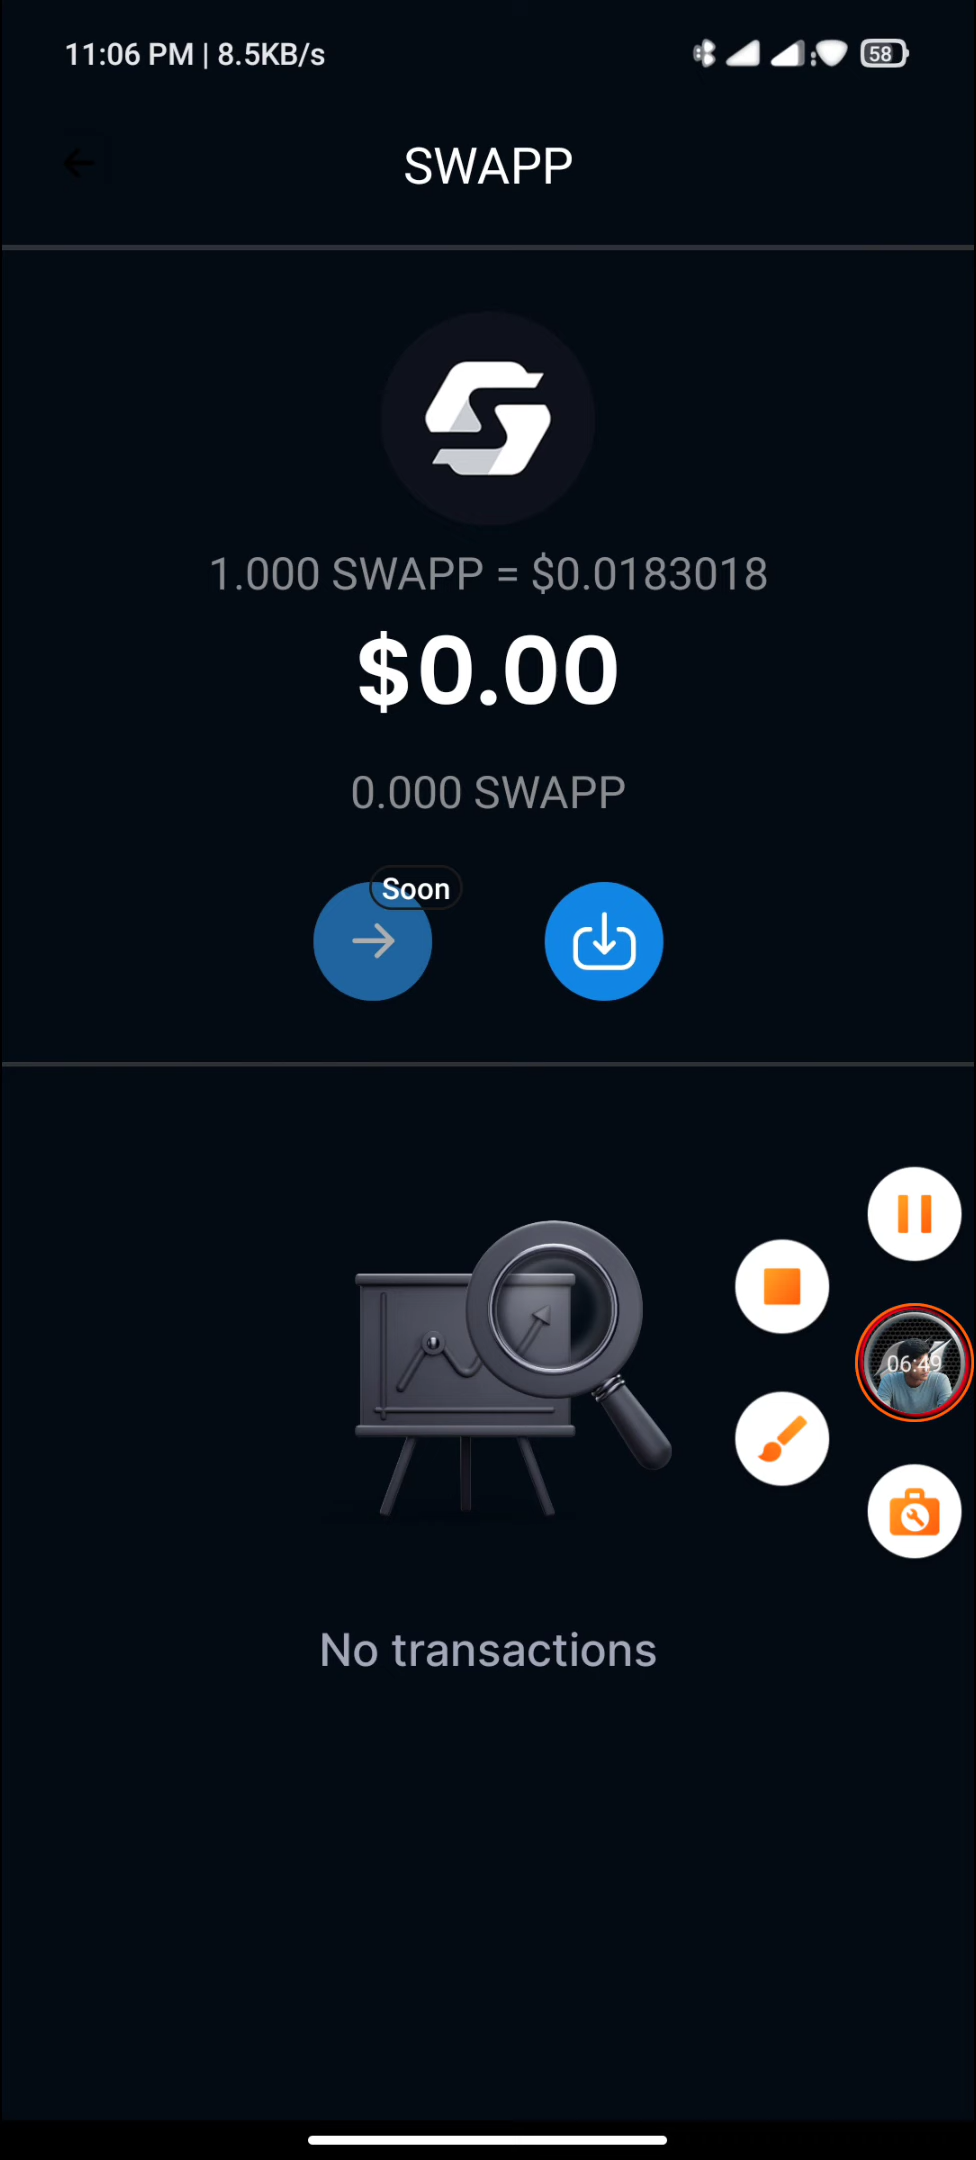 11:06 PM | 8.5KB/s
58
SWAPP
1.000 SWAPP = $0.0183018
$0.00
0.000 SWAPP
Soon
06:49
No transactions